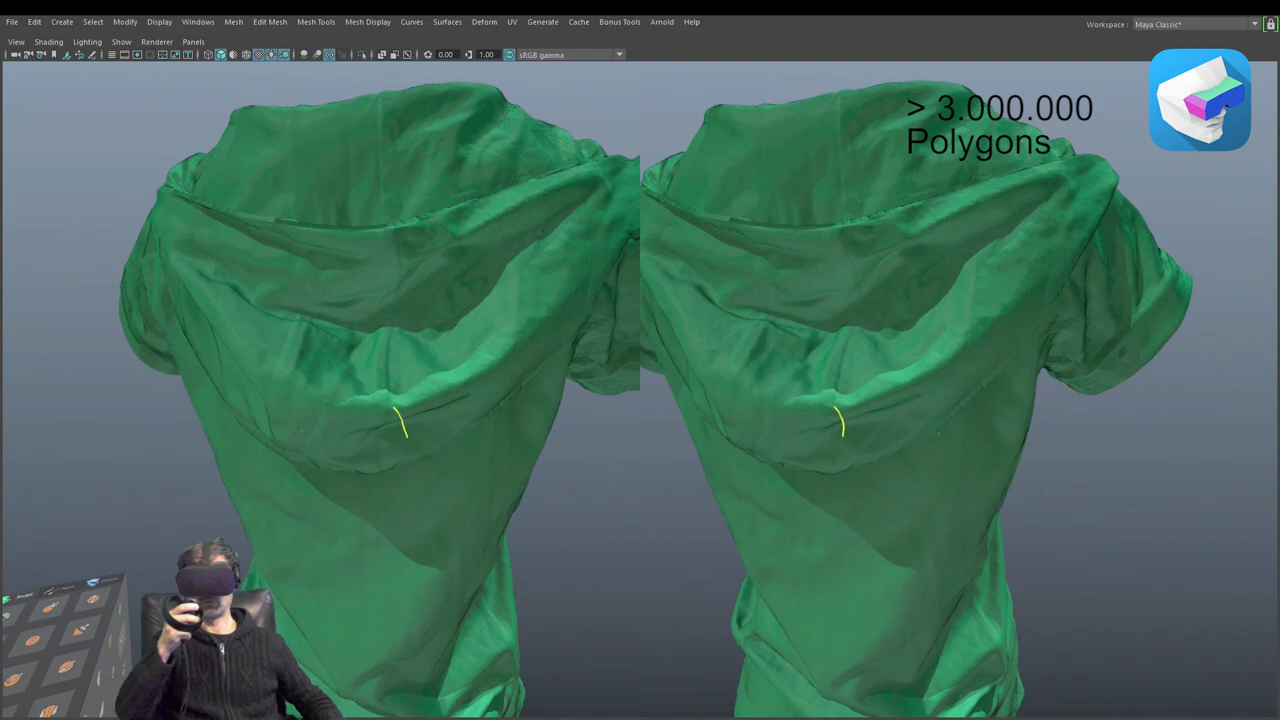 File Edit Create Select Modify Display Windows Mesh Edit Mesh Mesh Tools Mesh Display Curves Surfaces Deform UV Generate Cache Bonus Tools Arnold Help
Workspace : Maya Classic*
View Shading Lighting Show Renderer Panels
0.00 1.00 sRGB gamma
> 3.000.000
Polygons
Sculpt